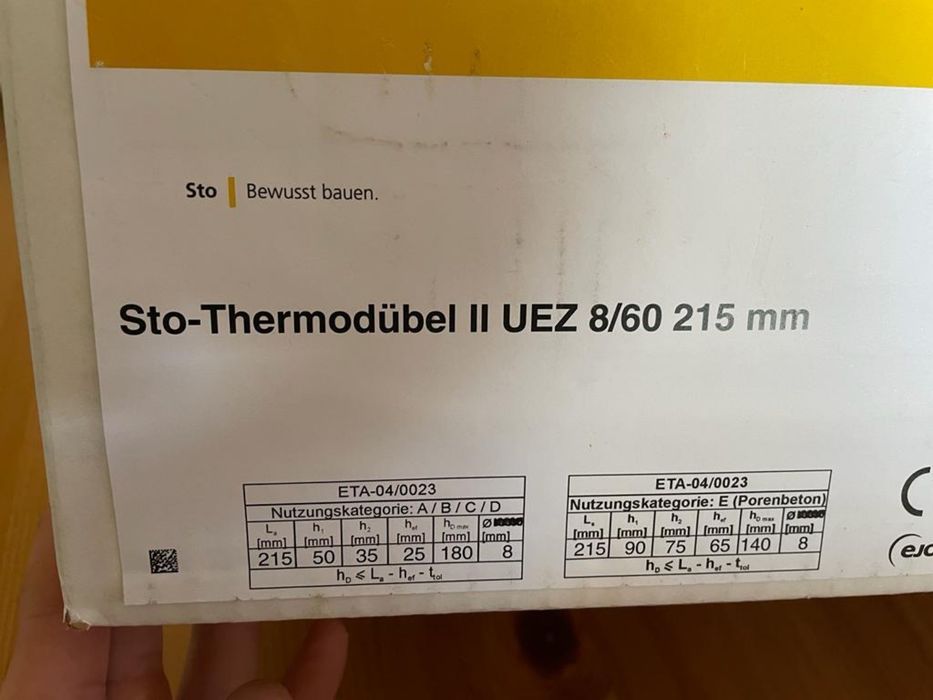 Sto | Bewusst bauen.
Sto-Thermodübel II UEZ 8/60 215 mm
ETA-04/0023
Nutzungskategorie: A / B / C / D
Lₐ h₁ h₂ hₑf h_D max Ø
[mm] [mm] [mm] [mm] [mm] [mm]
215 50 35 25 180 8
h_D ⩽ Lₐ - hₑf - tₜₒₗ
ETA-04/0023
Nutzungskategorie: E (Porenbeton)
Lₐ h₁ h₂ hₑf h_D max Ø
[mm] [mm] [mm] [mm] [mm] [mm]
215 90 75 65 140 8
h_D ⩽ Lₐ - hₑf - tₜₒₗ